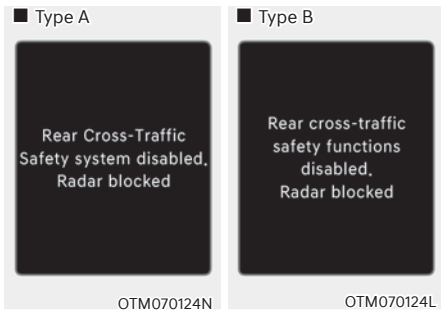 ■ Type A
Rear Cross-Traffic
Safety system disabled.
Radar blocked
OTM070124N
■ Type B
Rear cross-traffic
safety functions
disabled.
Radar blocked
OTM070124L